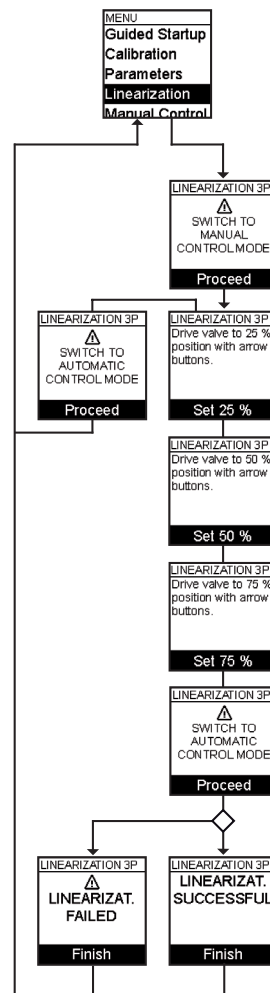 MENU
Guided Startup
Calibration
Parameters
Linearization
Manual Control
LINEARIZATION 3P
SWITCH TO
MANUAL
CONTROL MODE
Proceed
LINEARIZATION 3P
SWITCH TO
AUTOMATIC
CONTROL MODE
Proceed
LINEARIZATION 3P
Drive valve to 25 %
position with arrow
buttons.
Set 25 %
LINEARIZATION 3P
Drive valve to 50 %
position with arrow
buttons.
Set 50 %
LINEARIZATION 3P
Drive valve to 75 %
position with arrow
buttons.
Set 75 %
LINEARIZATION 3P
SWITCH TO
AUTOMATIC
CONTROL MODE
Proceed
LINEARIZATION 3P
LINEARIZAT.
FAILED
Finish
LINEARIZATION 3P
LINEARIZAT.
SUCCESSFUL
Finish